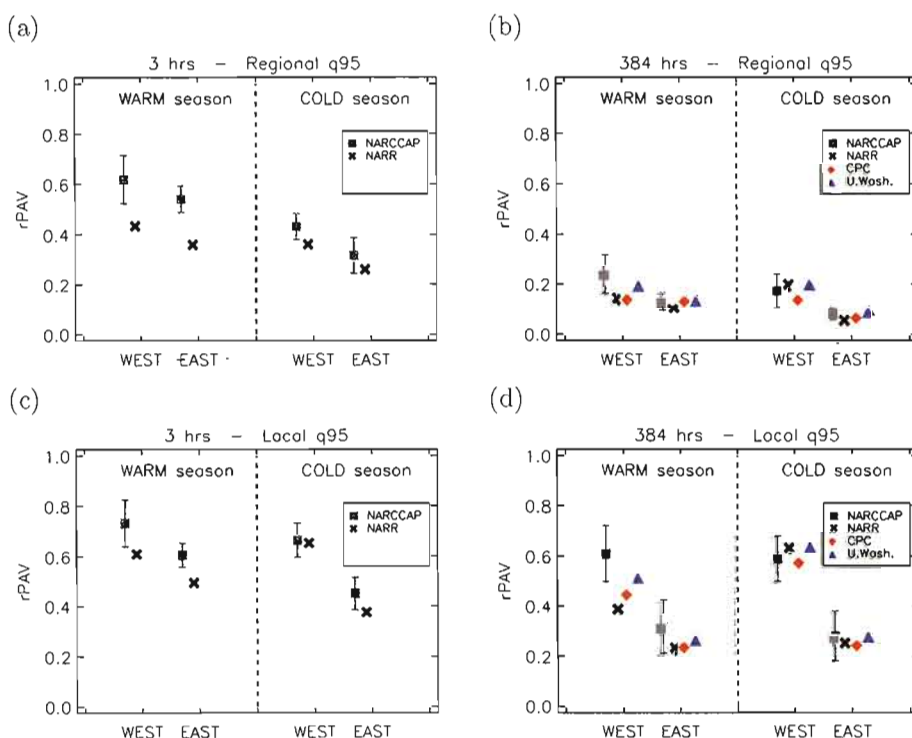 (a)
3 hrs – Regional q95
1.0
0.8
0.6
0.4
0.2
0.0
rPAV
WARM season
COLD season
NARCCAP
NARR
WEST EAST
WEST EAST
(b)
384 hrs – Regional q95
1.0
0.8
0.6
0.4
0.2
0.0
rPAV
WARM season
COLD season
NARCCAP
NARR
CPC
U.Wash.
WEST EAST
WEST EAST
(c)
3 hrs – Local q95
1.0
0.8
0.6
0.4
0.2
0.0
rPAV
WARM season
COLD season
NARCCAP
NARR
WEST EAST
WEST EAST
(d)
384 hrs – Local q95
1.0
0.8
0.6
0.4
0.2
0.0
rPAV
WARM season
COLD season
NARCCAP
NARR
CPC
U.Wash.
WEST EAST
WEST EAST